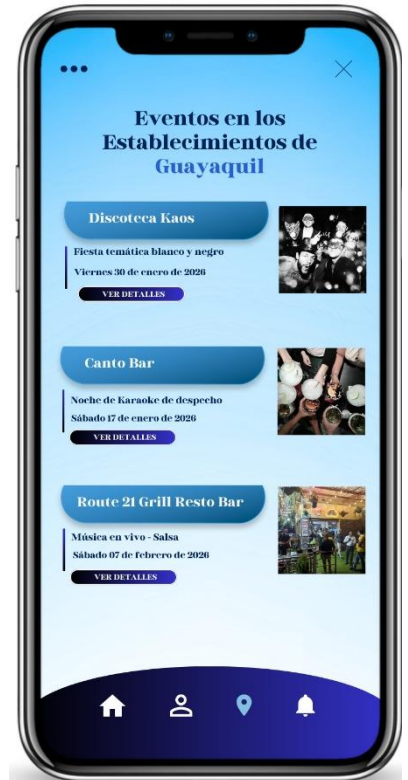 Eventos en los
Establecimientos de
Guayaquil
Discoteca Kaos
Fiesta temática blanco y negro
Viernes 30 de enero de 2026
VER DETALLES
Canto Bar
Noche de Karaoke de despecho
Sábado 17 de enero de 2026
VER DETALLES
Route 21 Grill Resto Bar
Música en vivo - Salsa
Sábado 07 de febrero de 2026
VER DETALLES